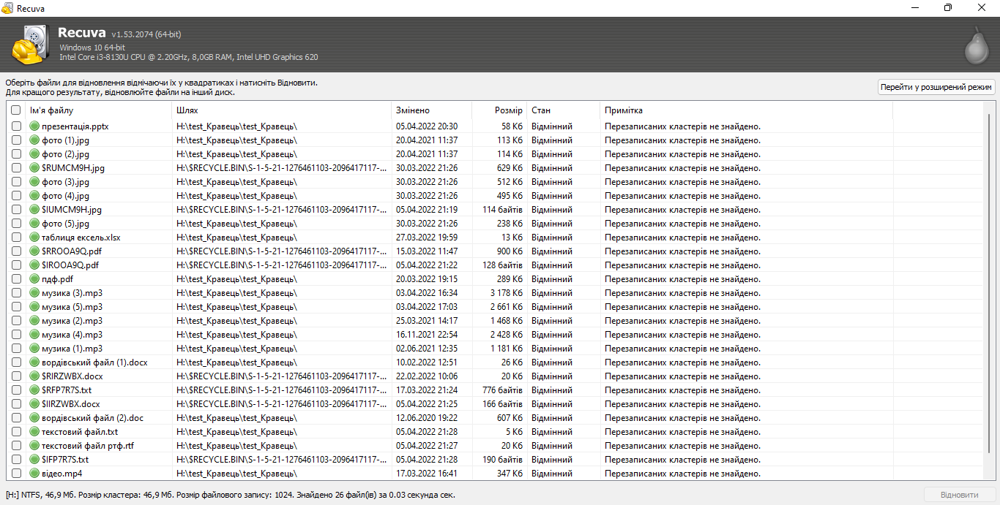 Recuva
Recuva v1.53.2074 (64-bit)
Windows 10 64-bit
Intel Core i3-8130U CPU @ 2.20GHz, 8,0GB RAM, Intel UHD Graphics 620
Оберіть файли для відновлення відмічаючи їх у квадратиках і натисніть Відновити.
Для кращого результату, відновлюйте файли на інший диск.
Перейти у розширений режим
Ім'я файлу Шлях Змінено Розмір Стан Примітка
презентація.pptx H:\test_Кравець\test_Кравець\ 05.04.2022 20:30 58 Кб Відмінний Перезаписаних кластерів не знайдено.
фото (1).jpg H:\test_Кравець\test_Кравець\ 20.04.2021 11:37 113 Кб Відмінний Перезаписаних кластерів не знайдено.
фото (2).jpg H:\test_Кравець\test_Кравець\ 20.04.2021 11:37 114 Кб Відмінний Перезаписаних кластерів не знайдено.
$RUMCM9H.jpg H:\$RECYCLE.BIN\S-1-5-21-1276461103-2096417117-... 30.03.2022 21:26 629 Кб Відмінний Перезаписаних кластерів не знайдено.
фото (3).jpg H:\test_Кравець\test_Кравець\ 30.03.2022 21:26 512 Кб Відмінний Перезаписаних кластерів не знайдено.
фото (4).jpg H:\test_Кравець\test_Кравець\ 30.03.2022 21:26 495 Кб Відмінний Перезаписаних кластерів не знайдено.
$IUMCM9H.jpg H:\$RECYCLE.BIN\S-1-5-21-1276461103-2096417117-... 05.04.2022 21:19 114 байтів Відмінний Перезаписаних кластерів не знайдено.
фото (5).jpg H:\test_Кравець\test_Кравець\ 30.03.2022 21:26 238 Кб Відмінний Перезаписаних кластерів не знайдено.
таблиця ексель.xlsx H:\test_Кравець\test_Кравець\ 27.03.2022 19:59 13 Кб Відмінний Перезаписаних кластерів не знайдено.
$RROOA9Q.pdf H:\$RECYCLE.BIN\S-1-5-21-1276461103-2096417117-... 15.03.2022 11:47 900 Кб Відмінний Перезаписаних кластерів не знайдено.
$IROOA9Q.pdf H:\$RECYCLE.BIN\S-1-5-21-1276461103-2096417117-... 05.04.2022 21:22 128 байтів Відмінний Перезаписаних кластерів не знайдено.
пдф.pdf H:\test_Кравець\test_Кравець\ 20.03.2022 19:15 289 Кб Відмінний Перезаписаних кластерів не знайдено.
музика (3).mp3 H:\test_Кравець\test_Кравець\ 03.04.2022 16:34 3 178 Кб Відмінний Перезаписаних кластерів не знайдено.
музика (5).mp3 H:\test_Кравець\test_Кравець\ 03.04.2022 17:03 2 661 Кб Відмінний Перезаписаних кластерів не знайдено.
музика (2).mp3 H:\test_Кравець\test_Кравець\ 25.03.2021 14:17 1 468 Кб Відмінний Перезаписаних кластерів не знайдено.
музика (4).mp3 H:\test_Кравець\test_Кравець\ 16.11.2021 22:54 2 428 Кб Відмінний Перезаписаних кластерів не знайдено.
музика (1).mp3 H:\test_Кравець\test_Кравець\ 02.06.2021 12:35 1 181 Кб Відмінний Перезаписаних кластерів не знайдено.
вордівський файл (1).docx H:\test_Кравець\test_Кравець\ 10.02.2022 12:51 26 Кб Відмінний Перезаписаних кластерів не знайдено.
$RIRZWBX.docx H:\$RECYCLE.BIN\S-1-5-21-1276461103-2096417117-... 22.02.2022 10:06 20 Кб Відмінний Перезаписаних кластерів не знайдено.
$RFP7R7S.txt H:\$RECYCLE.BIN\S-1-5-21-1276461103-2096417117-... 17.03.2022 21:24 776 байтів Відмінний Перезаписаних кластерів не знайдено.
$IIRZWBX.docx H:\$RECYCLE.BIN\S-1-5-21-1276461103-2096417117-... 05.04.2022 21:25 166 байтів Відмінний Перезаписаних кластерів не знайдено.
вордівський файл (2).doc H:\test_Кравець\test_Кравець\ 12.06.2020 19:22 607 Кб Відмінний Перезаписаних кластерів не знайдено.
текстовий файл.txt H:\test_Кравець\test_Кравець\ 05.04.2022 21:28 5 Кб Відмінний Перезаписаних кластерів не знайдено.
текстовий файл ртф.rtf H:\test_Кравець\test_Кравець\ 05.04.2022 21:27 20 Кб Відмінний Перезаписаних кластерів не знайдено.
$IFP7R7S.txt H:\$RECYCLE.BIN\S-1-5-21-1276461103-2096417117-... 05.04.2022 21:28 190 байтів Відмінний Перезаписаних кластерів не знайдено.
відео.mp4 H:\test_Кравець\test_Кравець\ 17.03.2022 16:41 347 Кб Відмінний Перезаписаних кластерів не знайдено.
[H:] NTFS, 46,9 Мб. Розмір кластера: 46,9 Мб. Розмір файлового запису: 1024. Знайдено 26 файл(ів) за 0.03 секунда сек.
Відновити